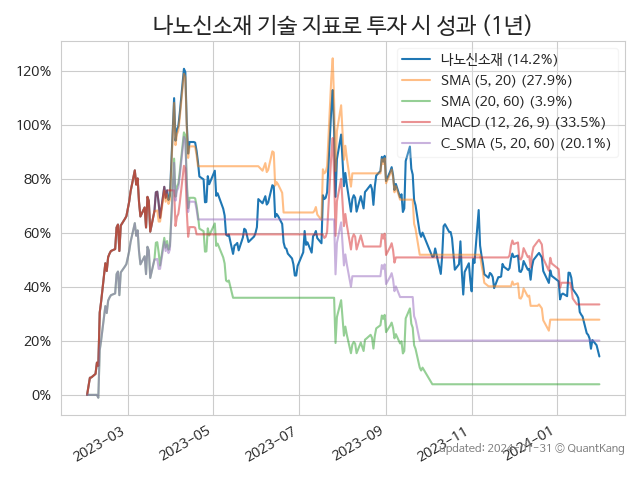 나노신소재 기술 지표로 투자 시 성과 (1년)
나노신소재 (14.2%)
SMA (5, 20) (27.9%)
SMA (20, 60) (3.9%)
MACD (12, 26, 9) (33.5%)
C_SMA (5, 20, 60) (20.1%)
120%
100%
80%
60%
40%
20%
0%
2023-03
2023-05
2023-07
2023-09
2023-11
2024-01
updated: 2024-01-31 © QuantKang